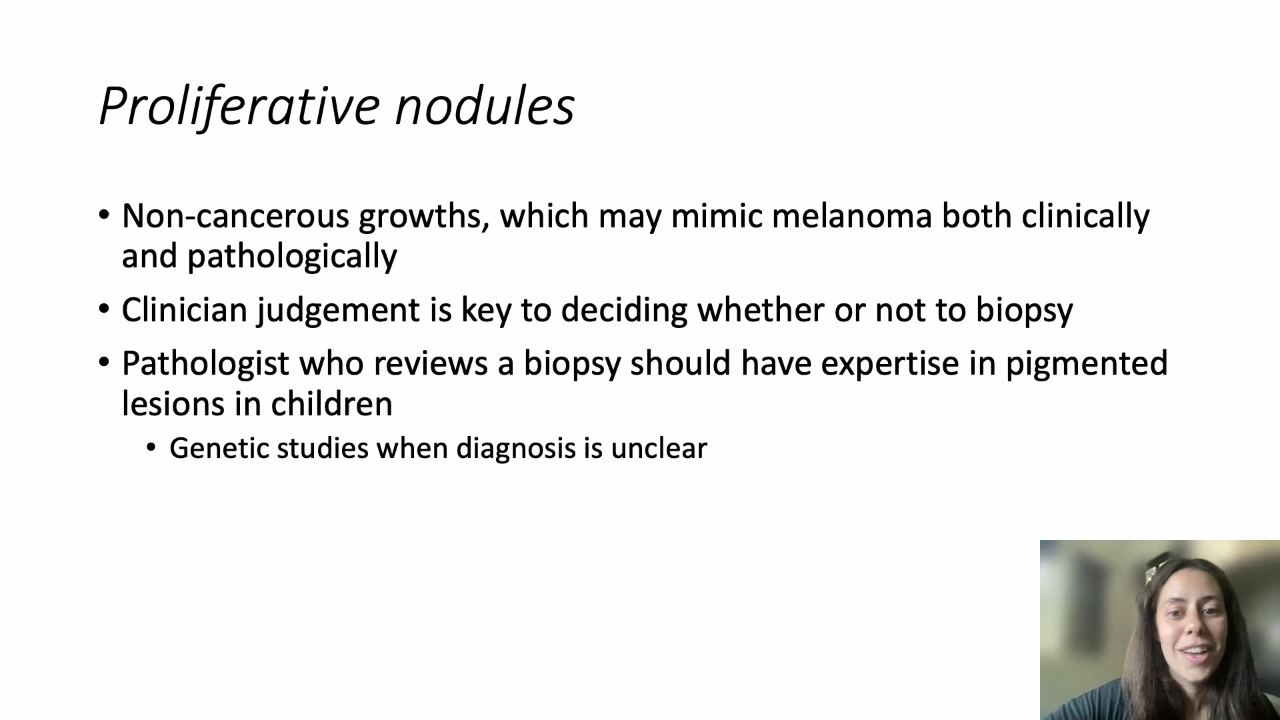 Proliferative nodules
• Non-cancerous growths, which may mimic melanoma both clinically
and pathologically
• Clinician judgement is key to deciding whether or not to biopsy
• Pathologist who reviews a biopsy should have expertise in pigmented
lesions in children
• Genetic studies when diagnosis is unclear